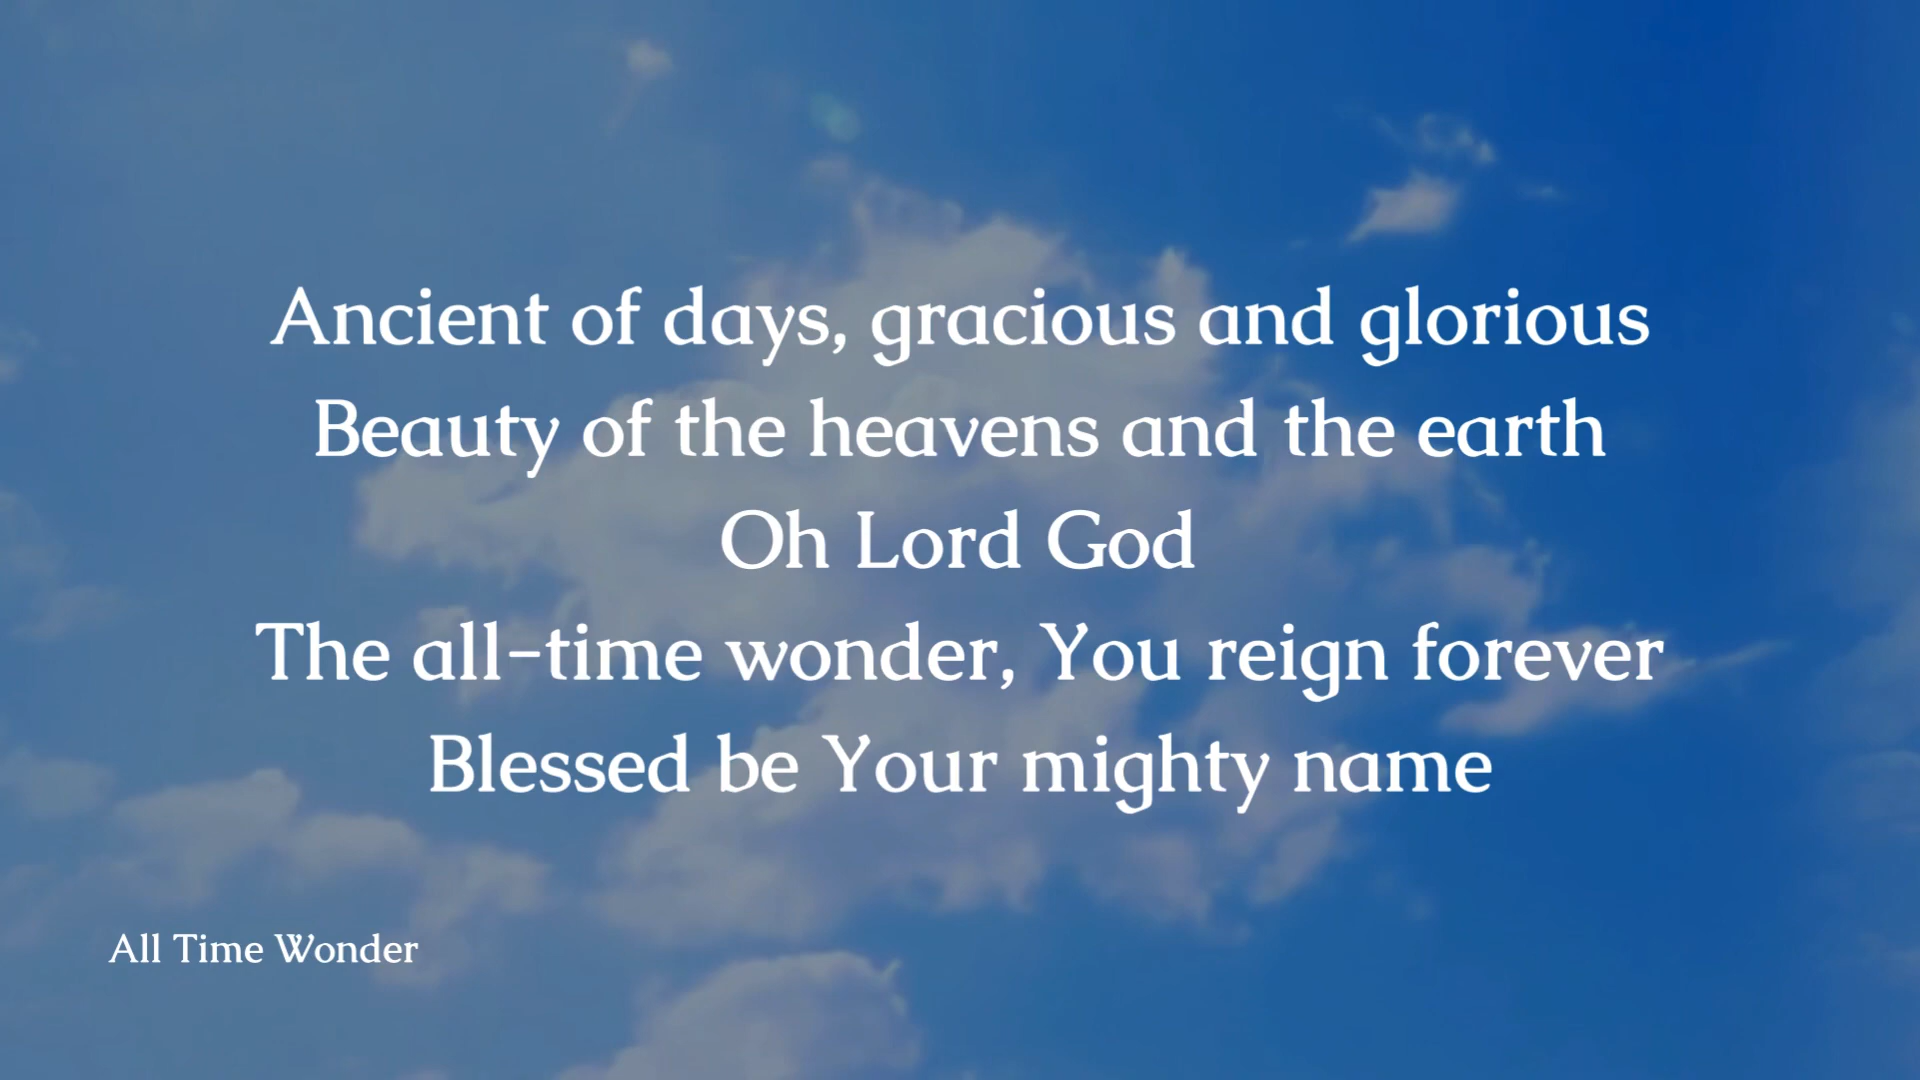 Ancient of days, gracious and glorious
Beauty of the heavens and the earth
Oh Lord God
The all-time wonder, You reign forever
Blessed be Your mighty name
All Time Wonder